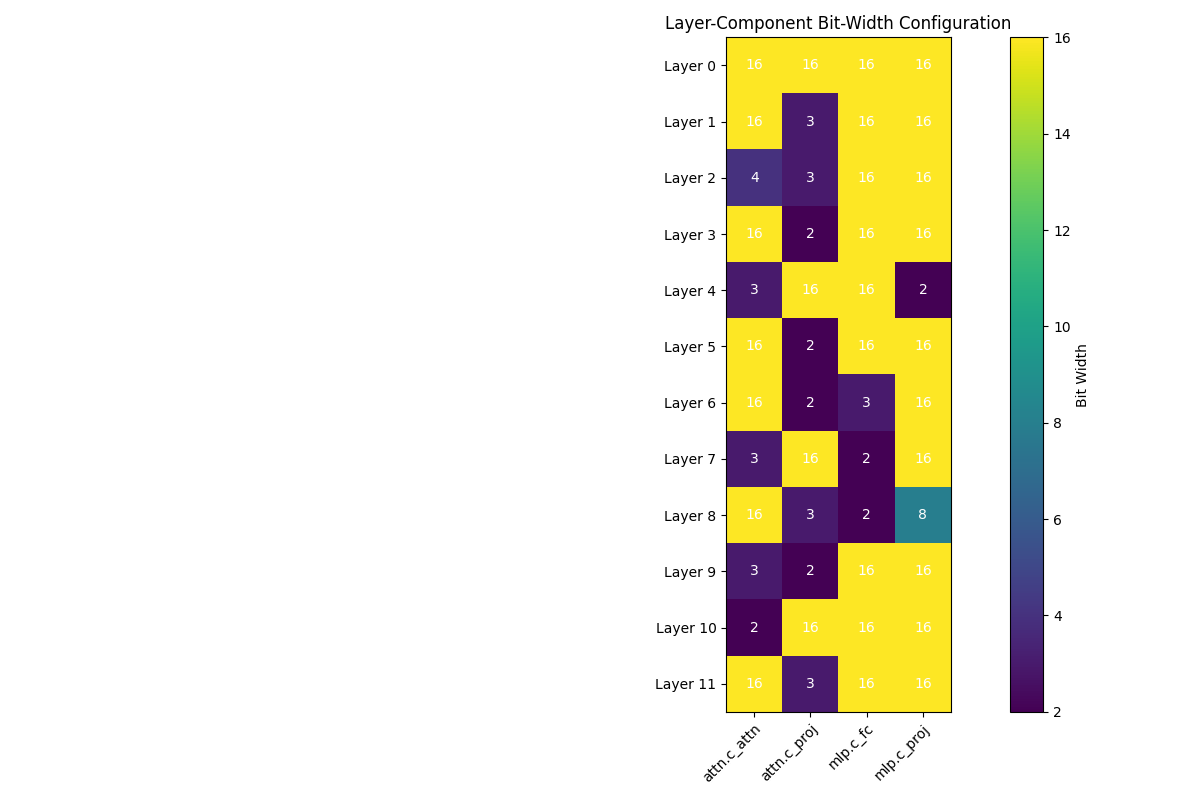 Layer-Component Bit-Width Configuration
Layer 0 16 16 16 16
Layer 1 16 3 16 16
Layer 2 4 3 16 16
Layer 3 16 2 16 16
Layer 4 3 16 16 2
Layer 5 16 2 16 16
Layer 6 16 2 3 16
Layer 7 3 16 2 16
Layer 8 16 3 2 8
Layer 9 3 2 16 16
Layer 10 2 16 16 16
Layer 11 16 3 16 16
attn.c_attn attn.c_proj mlp.c_fc mlp.c_proj
16
14
12
10
8
6
4
2
Bit Width